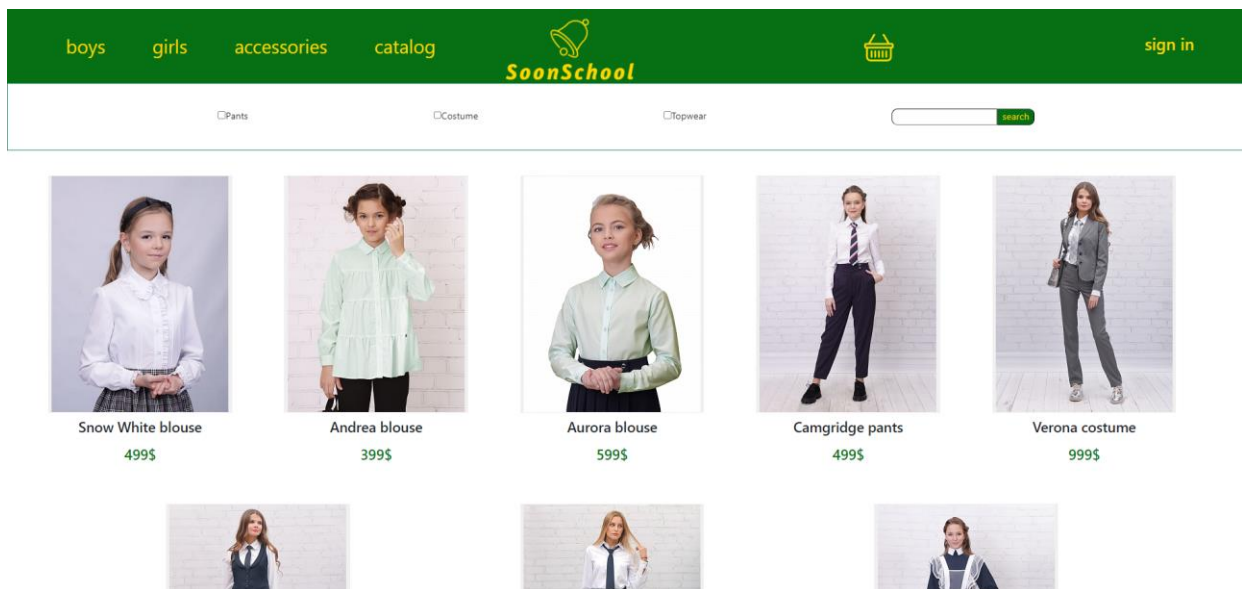 boys girls accessories catalog SoonSchool sign in
Pants Costume Topwear search
Snow White blouse Andrea blouse Aurora blouse Camgridge pants Verona costume
499$ 399$ 599$ 499$ 999$